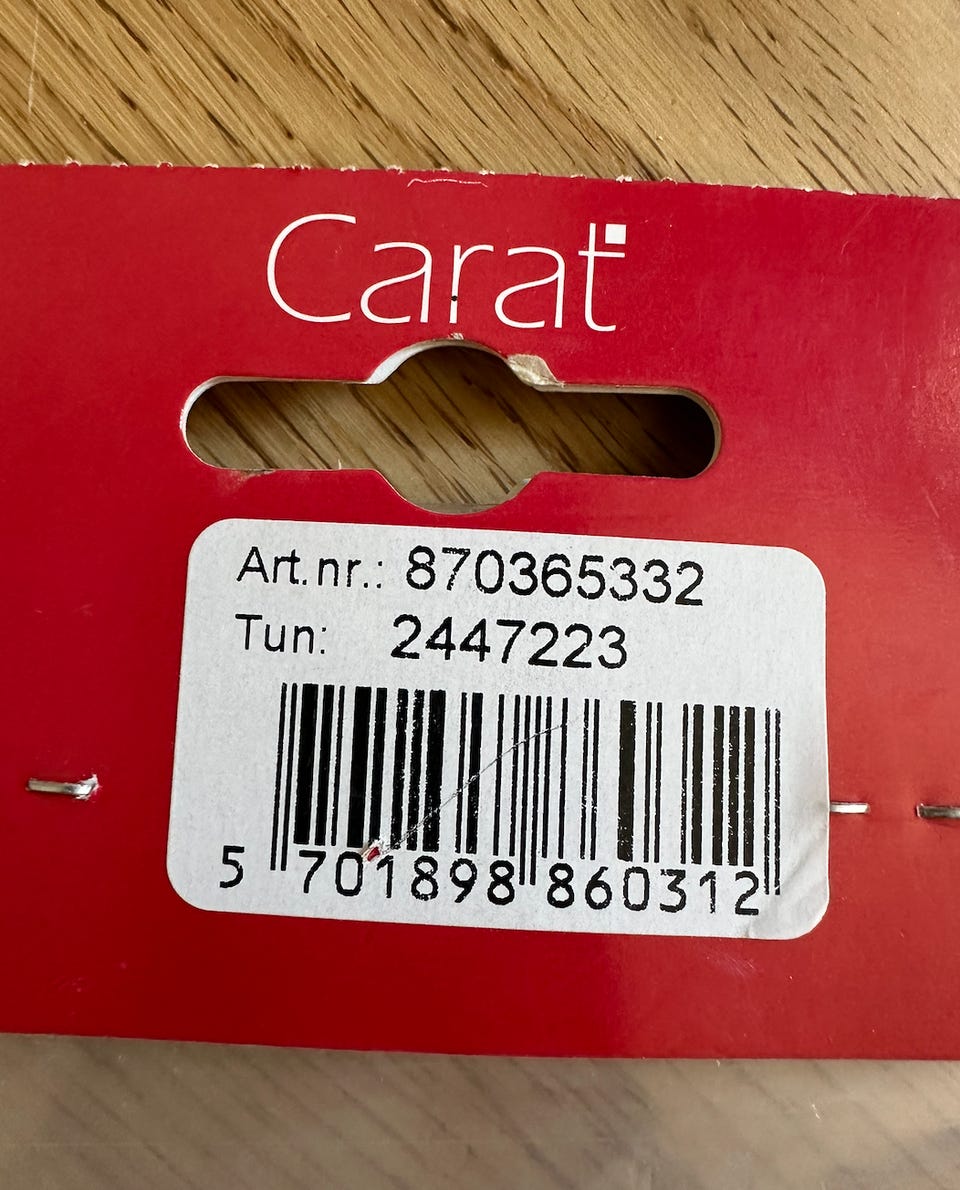 Carat
Art.nr.: 870365332
Tun: 2447223
5 701898 860312